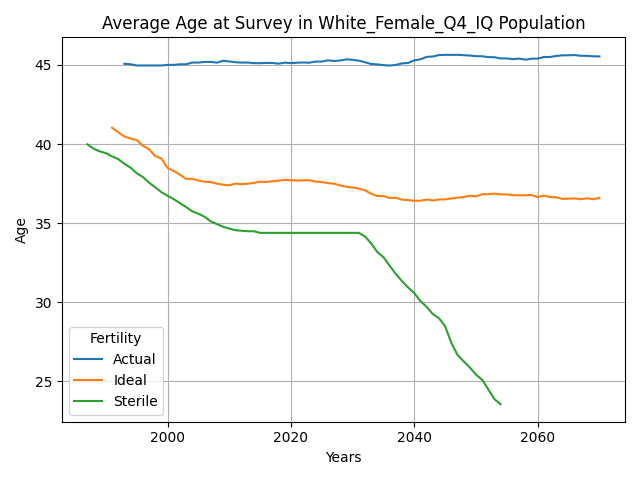 Average Age at Survey in White_Female_Q4_IQ Population
Age
45
40
35
30
25
Fertility
Actual
Ideal
Sterile
2000
2020
2040
2060
Years